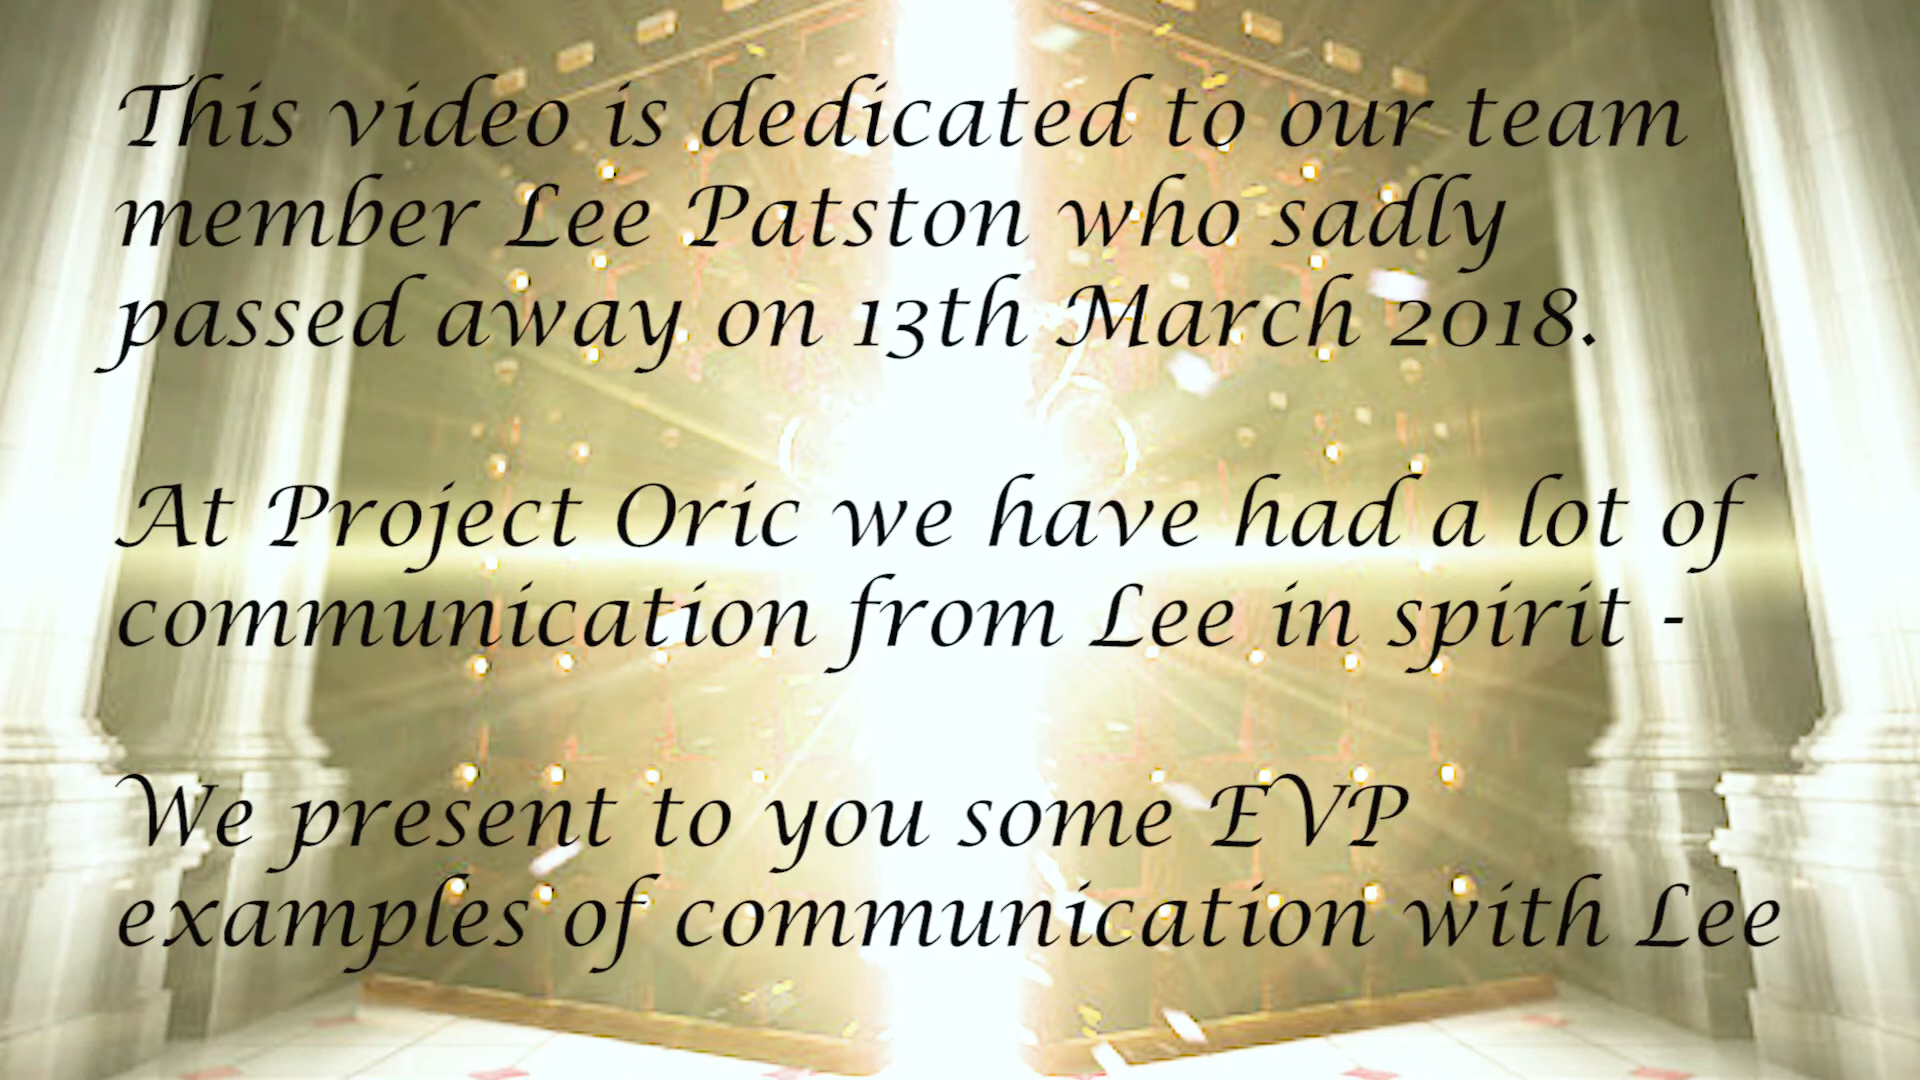 This video is dedicated to our team
member Lee Patston who sadly
passed away on 13th March 2018.
At Project Oric we have had a lot of
communication from Lee in spirit -
We present to you some EVP
examples of communication with Lee